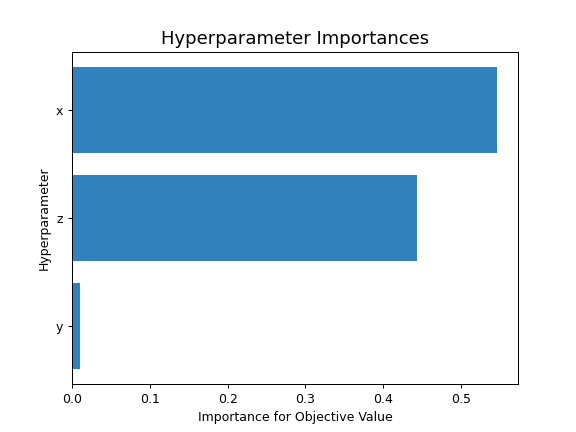 Hyperparameter Importances
x
z
y
Hyperparameter
0.0 0.1 0.2 0.3 0.4 0.5
Importance for Objective Value